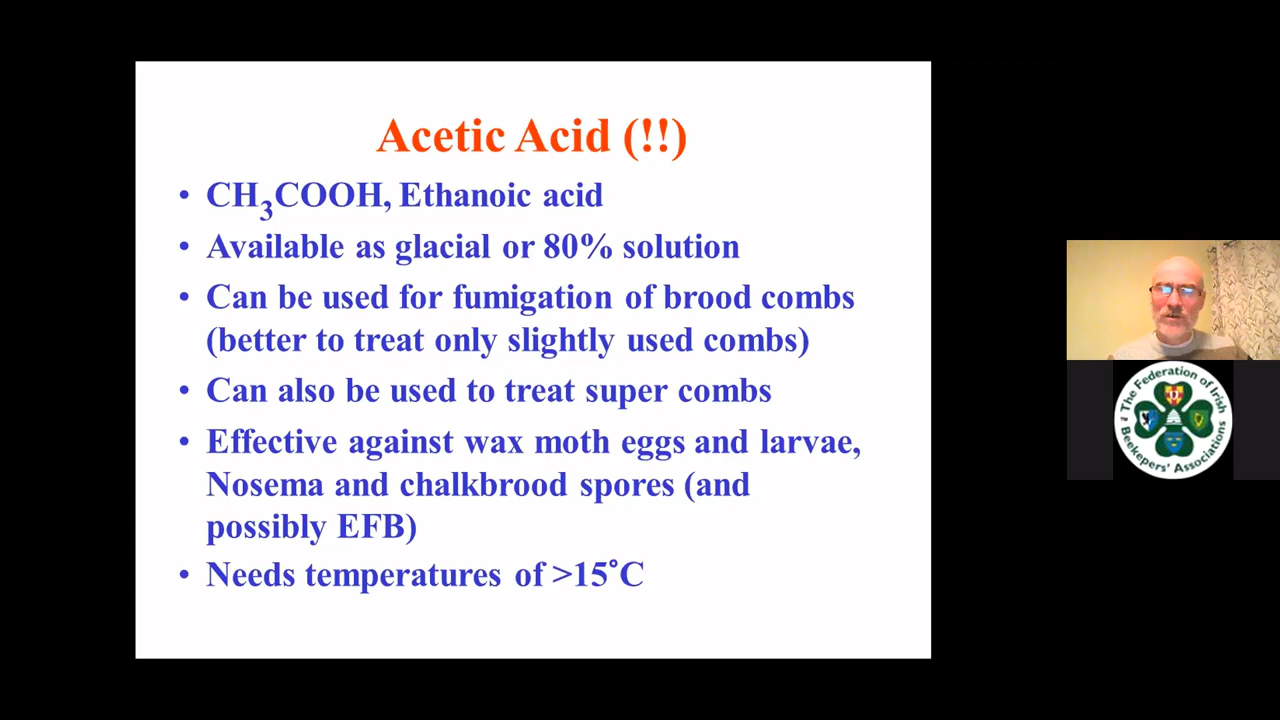 Acetic Acid (!!)
• CH₃COOH, Ethanoic acid
• Available as glacial or 80% solution
• Can be used for fumigation of brood combs
(better to treat only slightly used combs)
• Can also be used to treat super combs
• Effective against wax moth eggs and larvae,
Nosema and chalkbrood spores (and
possibly EFB)
• Needs temperatures of >15°C
The Federation of Irish
Beekepers' Associations